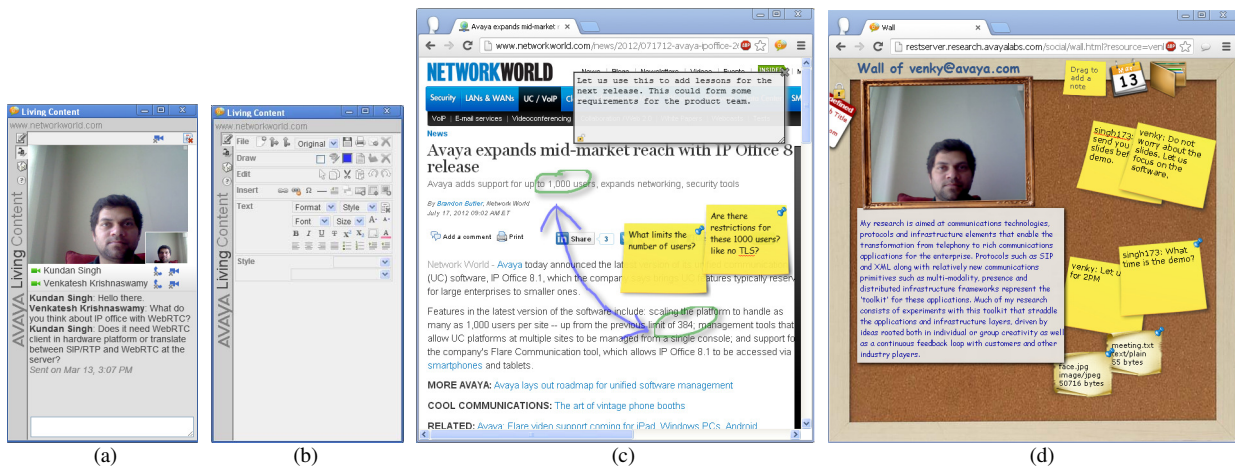 Living Content
www.networkworld.com
AVAYA Living Content
Kundan Singh
Venkatesh Krishnaswamy
Kundan Singh: Hello there.
Venkatesh Krishnaswamy: What do
you think about IP office with WebRTC?
Kundan Singh: Does it need WebRTC
client in hardware platform or translate
between SIP/RTP and WebRTC at the
server?
Sent on Mar 13, 3:07 PM
(a)
Living Content
www.networkworld.com
AVAYA Living Content
File Original
Draw
Edit
Insert
Text Format Style
Font Size
Style
(b)
Avaya expands mid-market
www.networkworld.com/news/2012/071712-avaya-ipoffice-2
NETWORKWORLD
News Blogs Newsletters Videos Events INSIDER
Security LANs & WANs UC / VoIP SM
VoIP E-mail services Videoconferencing
Let us use this to add lessons for the
next release. This could form some
requirements for the product team.
News
Avaya expands mid-market reach with IP Office 8
release
Avaya adds support for up to 1,000 users, expands networking, security tools
By Brandon Butler, Network World
July 17, 2012 09:02 AM ET
Add a comment Print Share 3
What limits the
number of users?
Are there
restrictions for
these 1000 users?
like no TLS?
Network World - Avaya today announced the
(UC) software, IP Office 8.1, which the features typically reserv
for large enterprises to smaller ones.
Features in the latest version of the software include: scaling the platform to handle as
many as 1,000 users per site -- up from the previous limit of 384; management tools that
allow UC platforms at multiple sites to be managed from a single console; and support fo
the company's Flare Communication tool, which allows IP Office 8.1 to be accessed via
smartphones and tablets.
MORE AVAYA: Avaya lays out roadmap for unified software management
COOL COMMUNICATIONS: The art of vintage phone booths
RELATED: Avaya: Flare video support coming for iPad, Windows PCs, Android
(c)
Wall
restserver.research.avayalabs.com/social/wall.html?resource=ven
Wall of venky@avaya.com
Drag to
add a
note
13
singh173:
send you
slides bef
demo.
venky: Do not
worry about the
slides. Let us
focus on the
software.
My research is aimed at communications technologies,
protocols and infrastructure elements that enable the
transformation from telephony to rich communications
applications for the enterprise. Protocols such as SIP
and XML along with relatively new communications
primitives such as multi-modality, presence and
distributed infrastructure frameworks represent the
'toolkit' for these applications. Much of my research
consists of experiments with this toolkit that straddle
the applications and infrastructure layers, driven by
ideas rooted both in individual or group creativity as well
as a continuous feedback loop with customers and other
industry players.
venky: Let u
for 2PM
singh173: What
time is the demo?
face.jpg
image/jpeg
50716 bytes
meeting.txt
text/plain
55 bytes
(d)